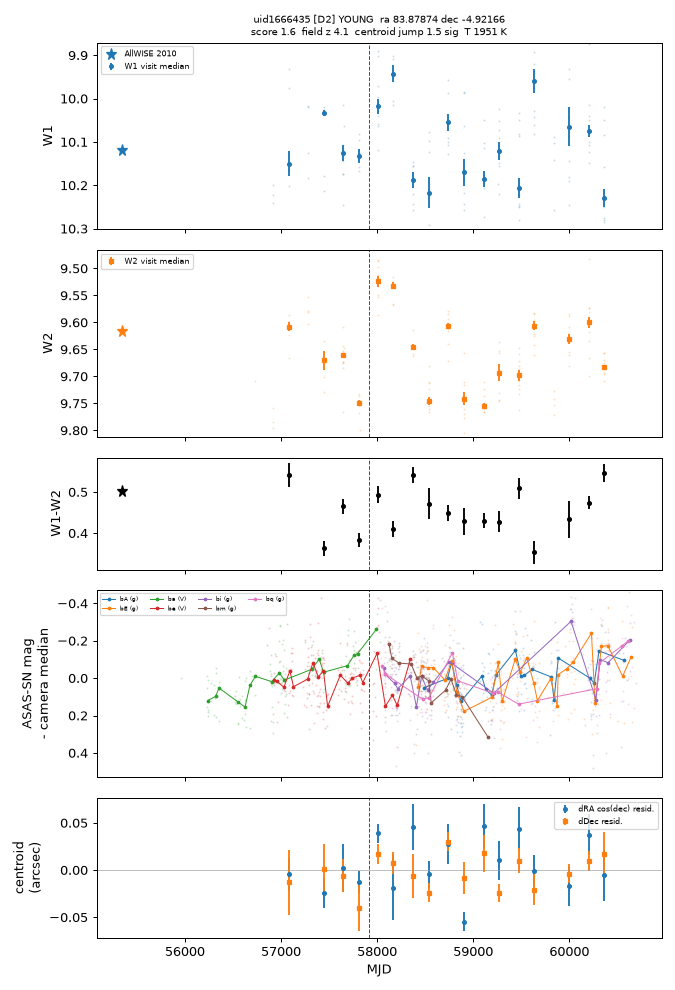 uid1666435 [D2] YOUNG  ra 83.87874 dec -4.92166
score 1.6  field z 4.1  centroid jump 1.5 sig  T 1951 K
AllWISE 2010
W1 visit median
9.9
10.0
10.1
10.2
10.3
W1
W2 visit median
9.50
9.55
9.60
9.65
9.70
9.75
9.80
W2
0.5
0.4
W1-W2
bA (g)
bE (g)
ba (V)
be (V)
bi (g)
bm (g)
bq (g)
−0.4
−0.2
0.0
0.2
0.4
ASAS-SN mag
- camera median
dRA cos(dec) resid.
dDec resid.
0.05
0.00
−0.05
centroid
(arcsec)
56000
57000
58000
59000
60000
MJD